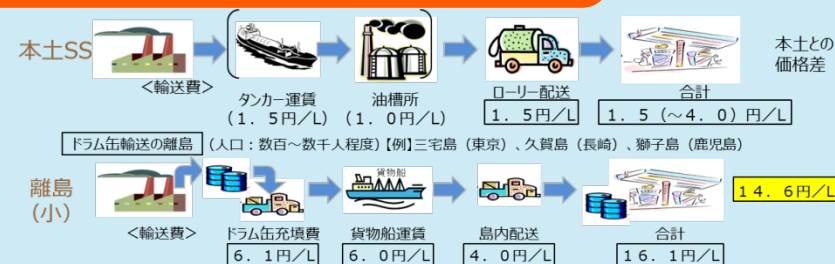 本土SS
<輸送費>
タンカー運賃
(1.5円/L)
油槽所
(1.0円/L)
ローリー配送
1.5円/L
合計
1.5(~4.0)円/L
本土との
価格差
ドラム缶輸送の離島 (人口:数百~数千人程度)【例】三宅島(東京)、久賀島(長崎)、獅子島(鹿児島)
離島
(小)
<輸送費>
ドラム缶充填費
6.1円/L
貨物船
貨物船運賃
6.0円/L
島内配送
4.0円/L
合計
16.1円/L
14.6円/L